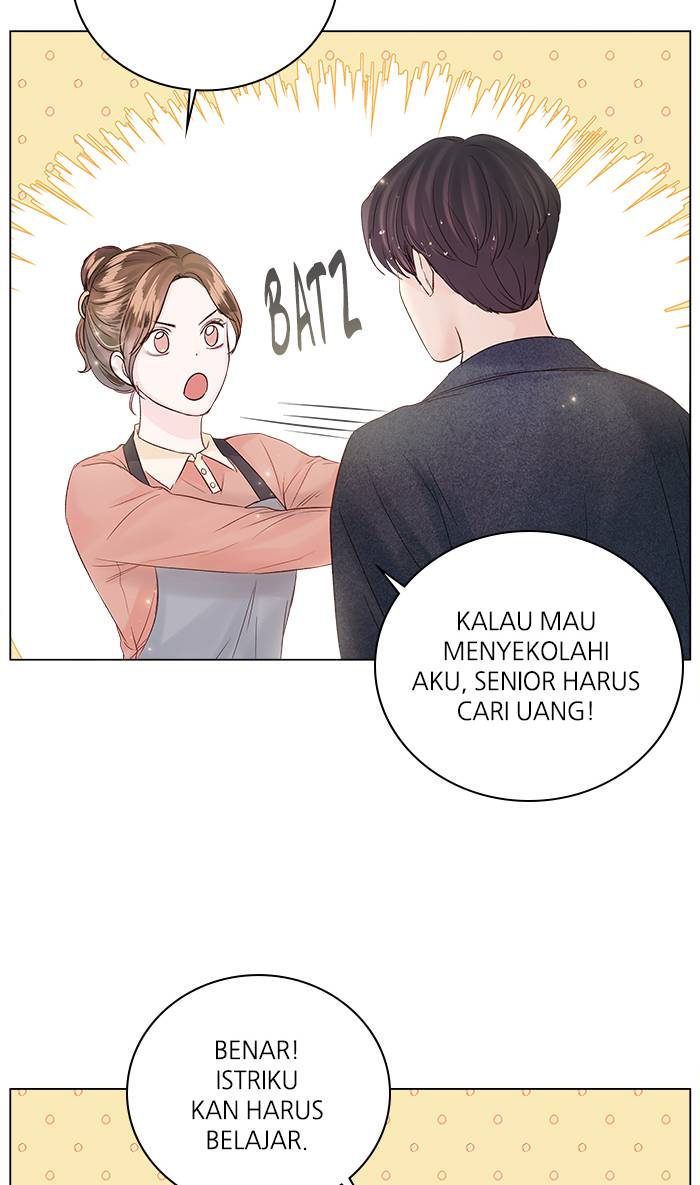 BATZ
KALAU MAU
MENYEKOLAHI
AKU, SENIOR HARUS
CARI UANG!
BENAR!
ISTRIKU
KAN HARUS
BELAJAR.